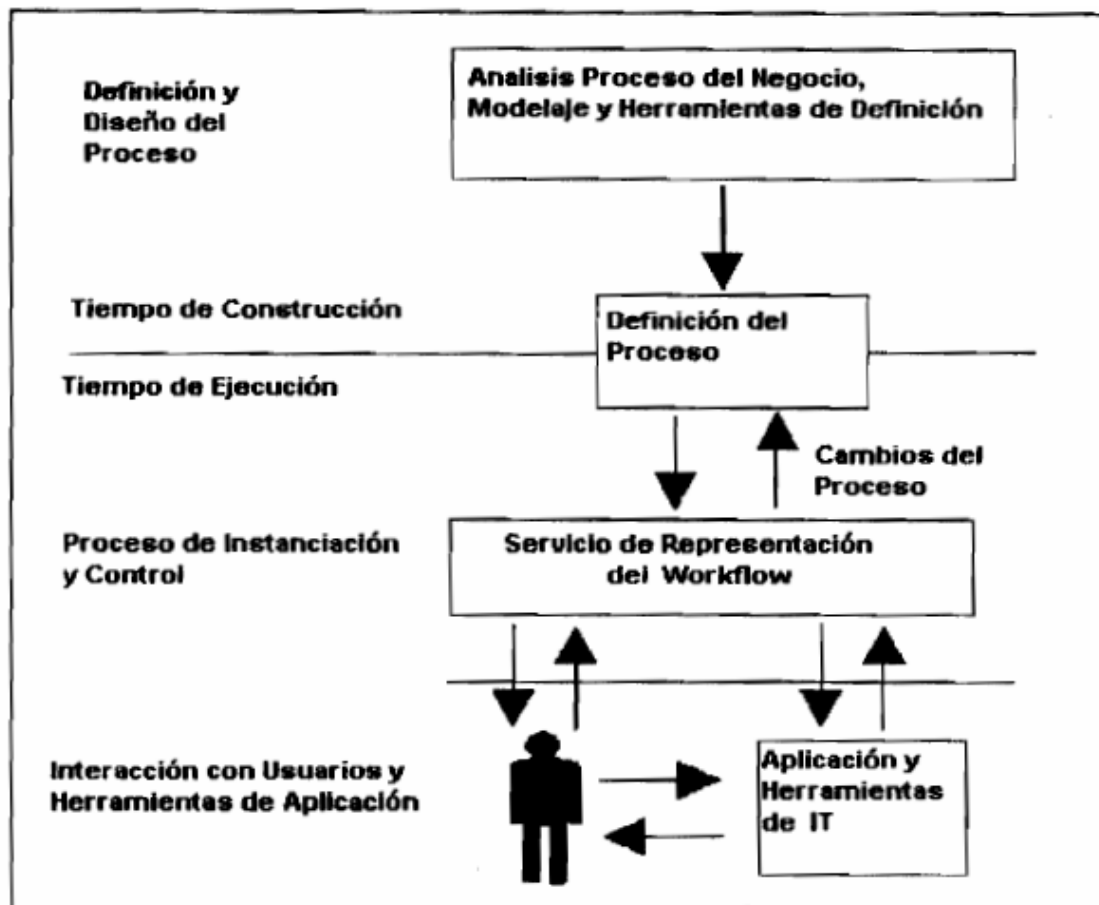 Definición y
Diseño del
Proceso
Analisis Proceso del Negocio,
Modelaje y Herramientas de Definición
Tiempo de Construcción
Definición del
Proceso
Tiempo de Ejecución
Cambios del
Proceso
Proceso de Instanciación
y Control
Servicio de Representación
del Workflow
Interacción con Usuarios y
Herramientas de Aplicación
Aplicación y
Herramientas
de IT